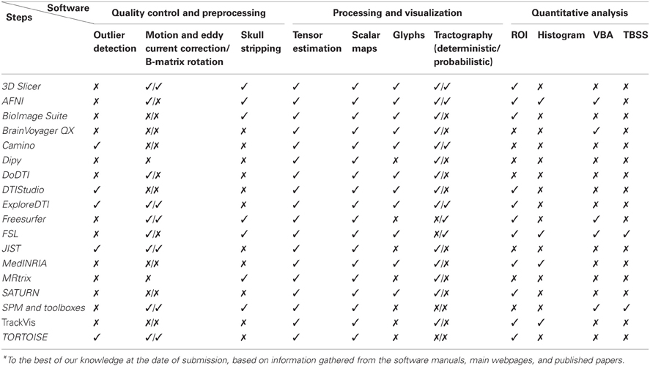 Software Quality control and preprocessing Processing and visualization Quantitative analysis
Steps
Outlier Motion and eddy Skull Tensor Scalar Glyphs Tractography ROI Histogram VBA TBSS
detection current correction/ stripping estimation maps (deterministic/
B-matrix rotation probabilistic)
3D Slicer ✗ ✓/✓ ✓ ✓ ✓ ✓ ✓/✓ ✓ ✗ ✗ ✗
AFNI ✗ ✓/✗ ✓ ✓ ✓ ✓ ✓/✓ ✓ ✓ ✓ ✗
BioImage Suite ✗ ✗/✗ ✓ ✓ ✓ ✓ ✓/✗ ✓ ✗ ✗ ✗
BrainVoyager QX ✗ ✗/✗ ✓ ✓ ✓ ✓ ✓/✗ ✗ ✗ ✓ ✗
Camino ✓ ✓/✓ ✗ ✓ ✓ ✓ ✓/✓ ✗ ✗ ✗ ✗
Dipy ✗ ✗ ✗ ✓ ✓ ✗ ✓/✓ ✗ ✗ ✗ ✗
DoDTI ✗ ✓/✗ ✗ ✓ ✓ ✓ ✓/✗ ✗ ✗ ✗ ✗
DTIStudio ✓ ✗/✗ ✗ ✓ ✓ ✓ ✓/✗ ✓ ✗ ✗ ✗
ExploreDTI ✓ ✓/✓ ✗ ✓ ✓ ✓ ✓/✓ ✓ ✗ ✗ ✗
Freesurfer ✗ ✓/✓ ✓ ✓ ✓ ✗ ✗/✓ ✓ ✗ ✓ ✗
FSL ✗ ✓/✗ ✓ ✓ ✓ ✓ ✗/✓ ✓ ✓ ✓ ✓
JIST ✓ ✓/✓ ✗ ✓ ✓ ✗ ✓/✗ ✗ ✗ ✗ ✗
MedINRIA ✗ ✗/✗ ✗ ✓ ✓ ✓ ✓/✗ ✓ ✓ ✗ ✗
MRtrix ✗ ✗ ✓ ✓ ✓ ✗ ✓/✓ ✗ ✗ ✗ ✗
SATURN ✗ ✗/✗ ✗ ✓ ✓ ✓ ✓/✗ ✓ ✗ ✗ ✗
SPM and toolboxes ✗ ✓/✓ ✓ ✓ ✓ ✗ ✗/✗ ✗ ✗ ✓ ✓
TrackVis ✗ ✗/✗ ✗ ✓ ✓ ✗ ✓/✗ ✓ ✓ ✗ ✗
TORTOISE ✓ ✓/✓ ✗ ✓ ✓ ✓ ✗/✗ ✓ ✗ ✗ ✗
*To the best of our knowledge at the date of submission, based on information gathered from the software manuals, main webpages, and published papers.